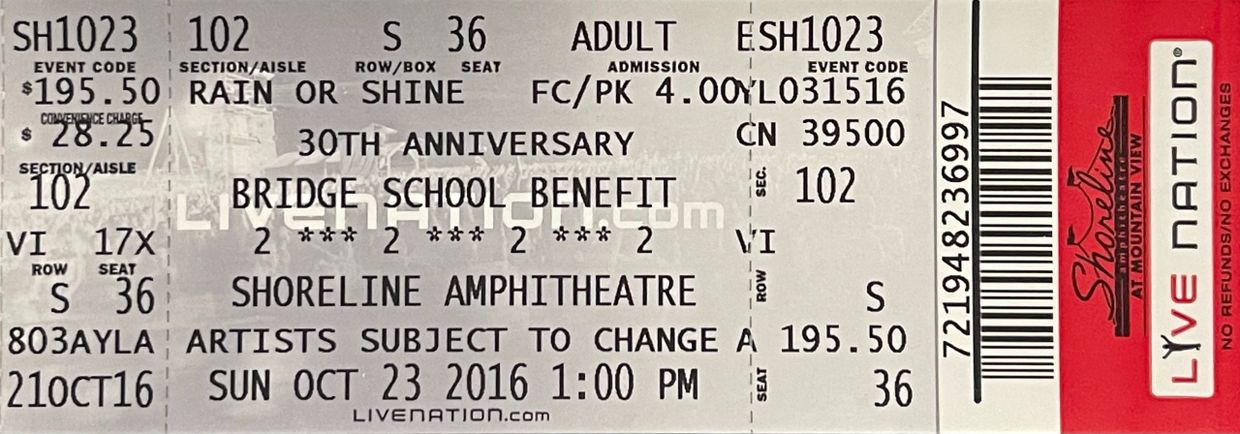 SH1023 102 S 36 ADULT ESH1023
EVENT CODE SECTION/AISLE ROW/BOX SEAT ADMISSION EVENT CODE
$195.50 RAIN OR SHINE FC/PK 4.00 YL031516
CONVENIENCE CHARGE
$ 28.25 30TH ANNIVERSARY CN 39500
SECTION/AISLE
102 BRIDGE SCHOOL BENEFIT SEC. 102
LIVENATION.com
VI 17X 2 *** 2 *** 2 *** 2 VI
ROW SEAT
S 36 SHORELINE AMPHITHEATRE ROW S
803AYLA ARTISTS SUBJECT TO CHANGE A 195.50
21OCT16 SUN OCT 23 2016 1:00 PM SEAT 36
LIVENATION.com
721948236997
Shoreline
amphitheatre
AT MOUNTAIN VIEW
LIVE NATION®
NO REFUNDS/NO EXCHANGES